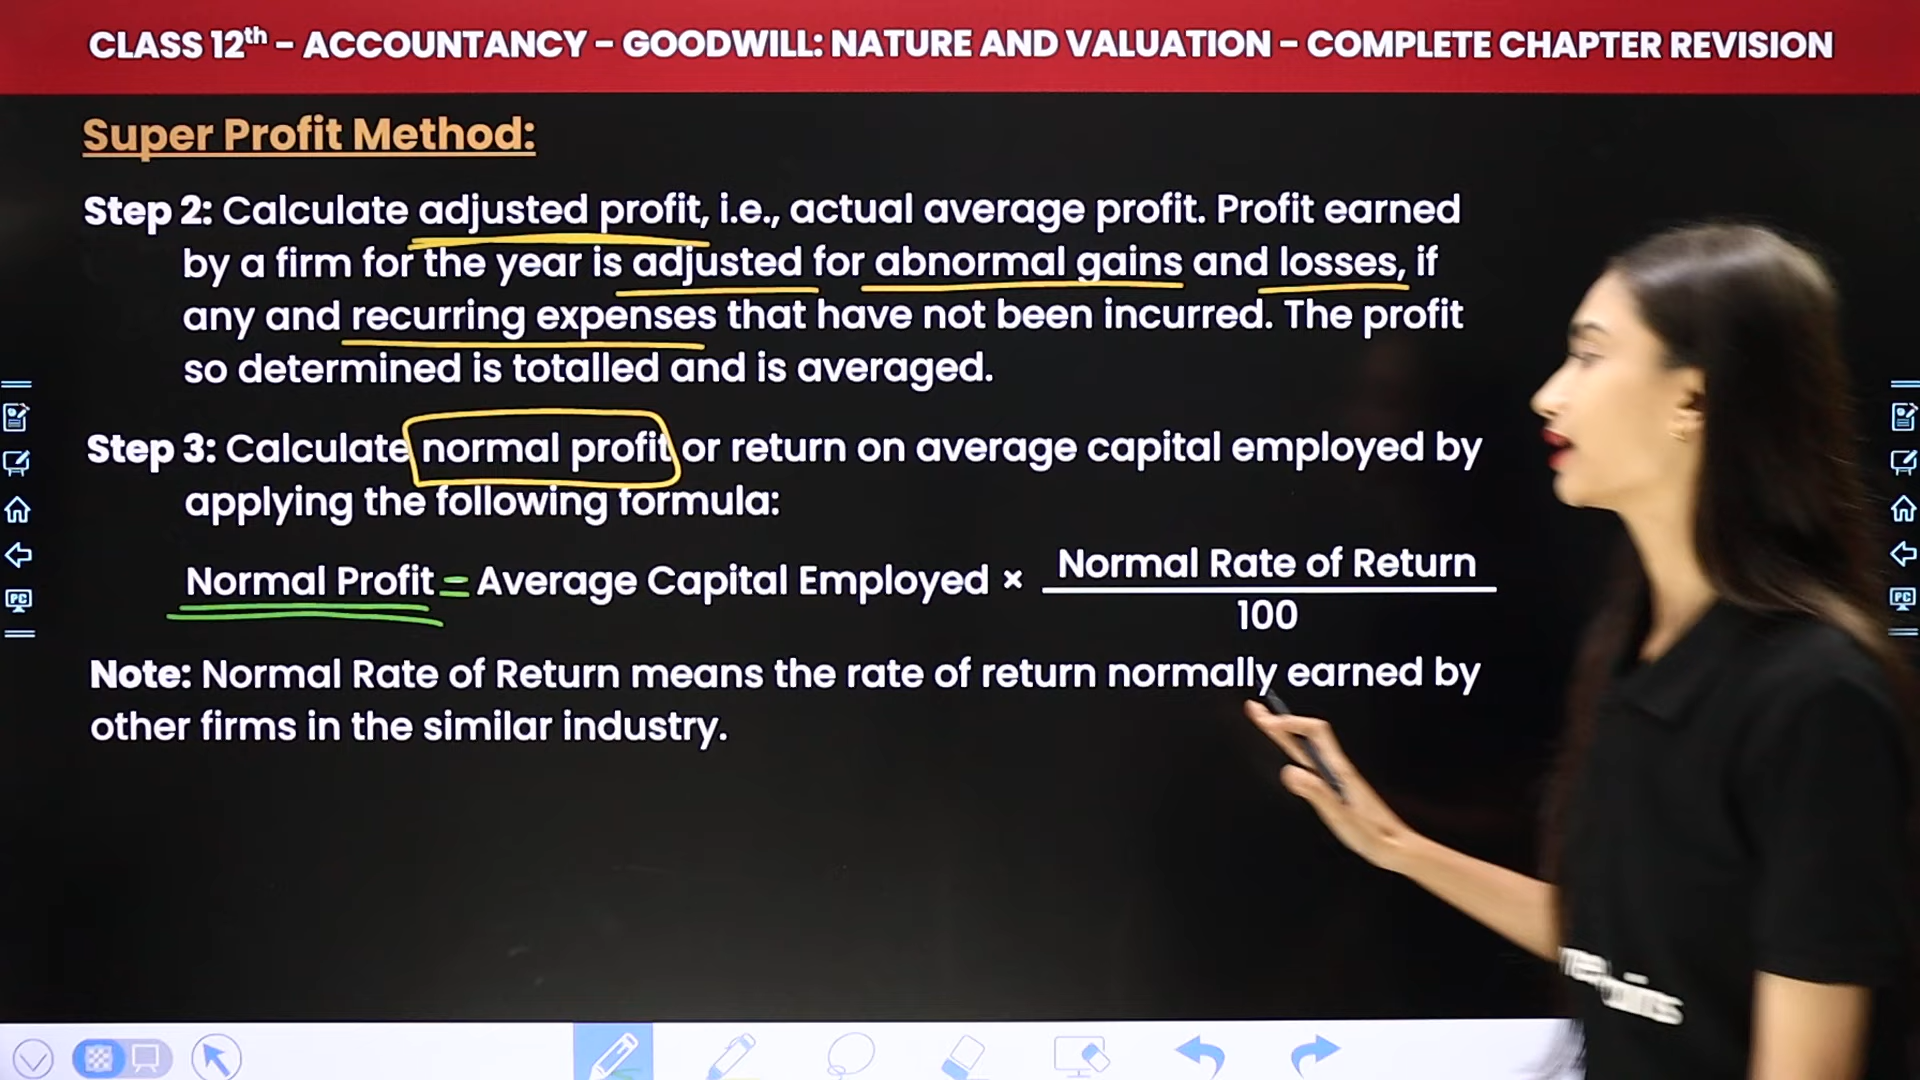 CLASS 12th – ACCOUNTANCY – GOODWILL: NATURE AND VALUATION – COMPLETE CHAPTER REVISION
Super Profit Method:
Step 2: Calculate adjusted profit, i.e., actual average profit. Profit earned
by a firm for the year is adjusted for abnormal gains and losses, if
any and recurring expenses that have not been incurred. The profit
so determined is totalled and is averaged.
Step 3: Calculate normal profit or return on average capital employed by
applying the following formula:
Normal Profit = Average Capital Employed × Normal Rate of Return
100
Note: Normal Rate of Return means the rate of return normally earned by
other firms in the similar industry.
PC
PC